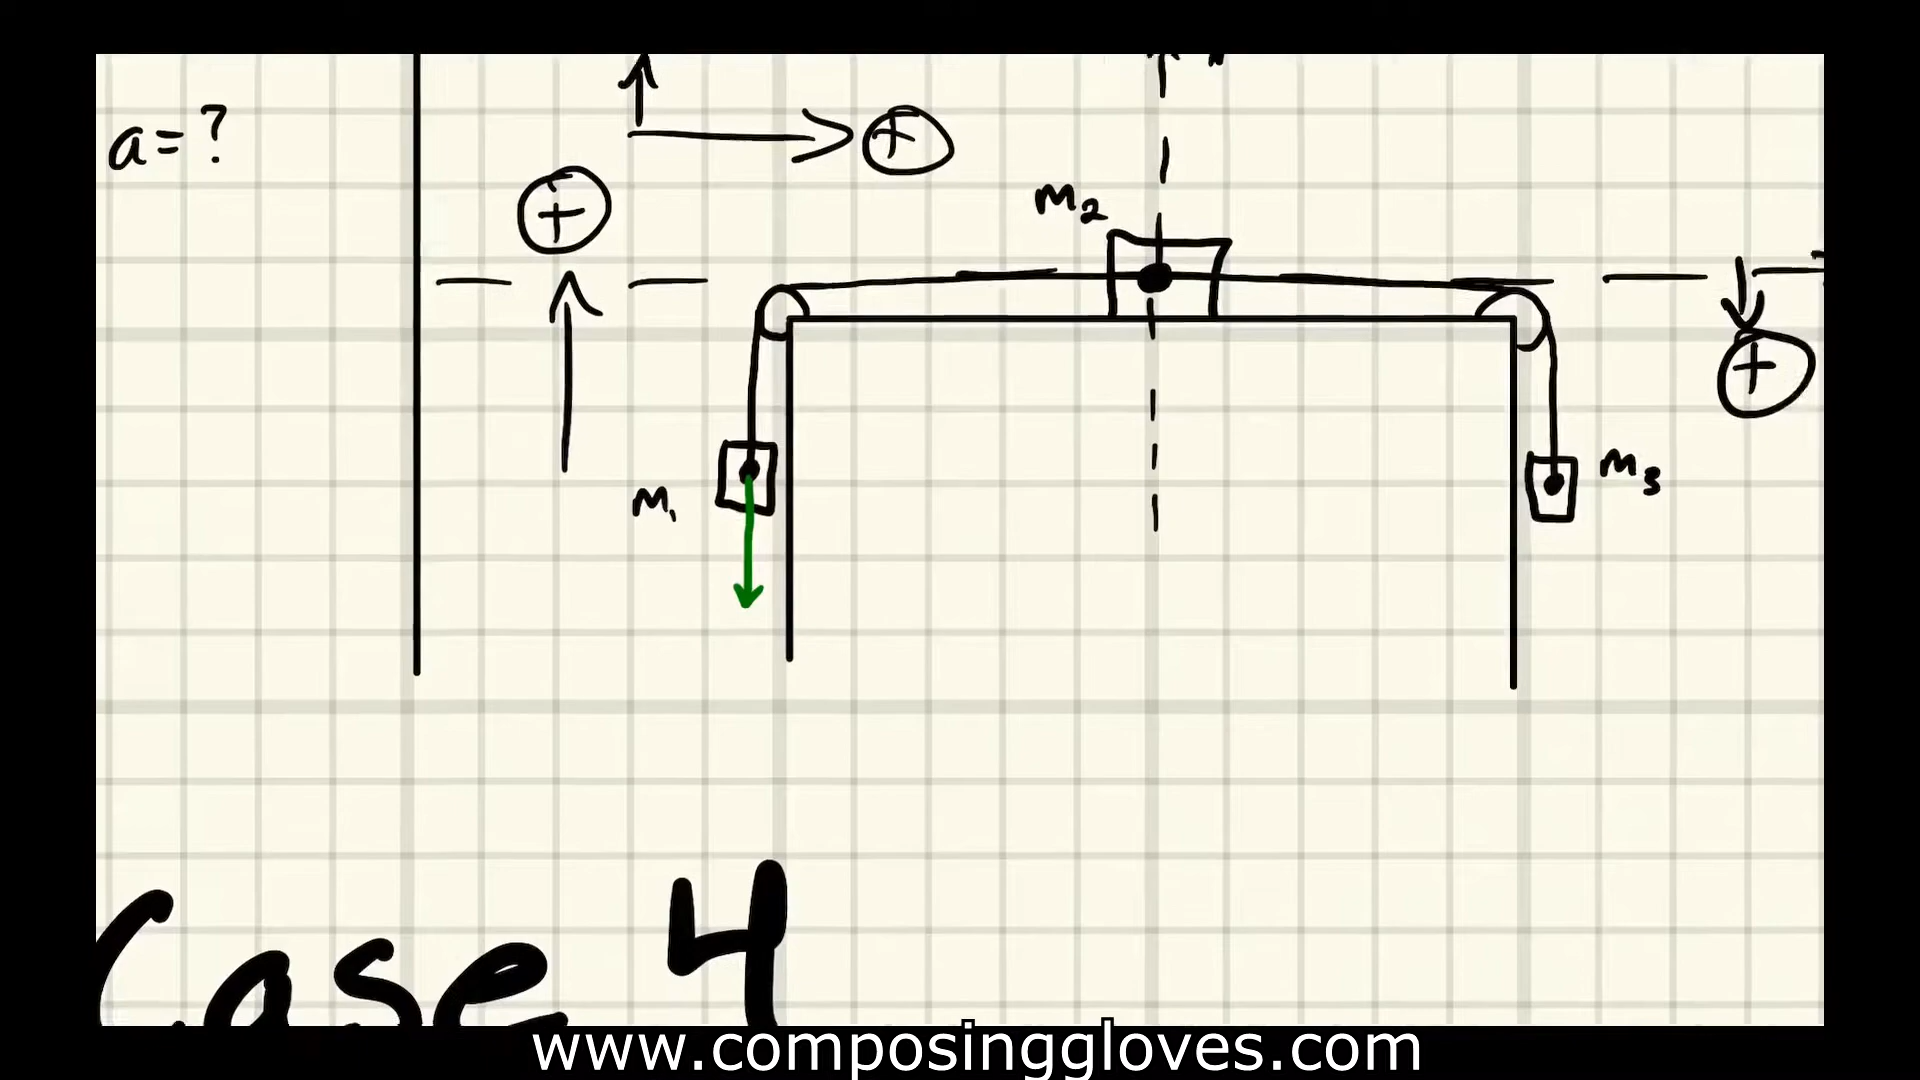 a=?
+
+
m₂
+
m₁
m₃
Case 4
www.composinggloves.com